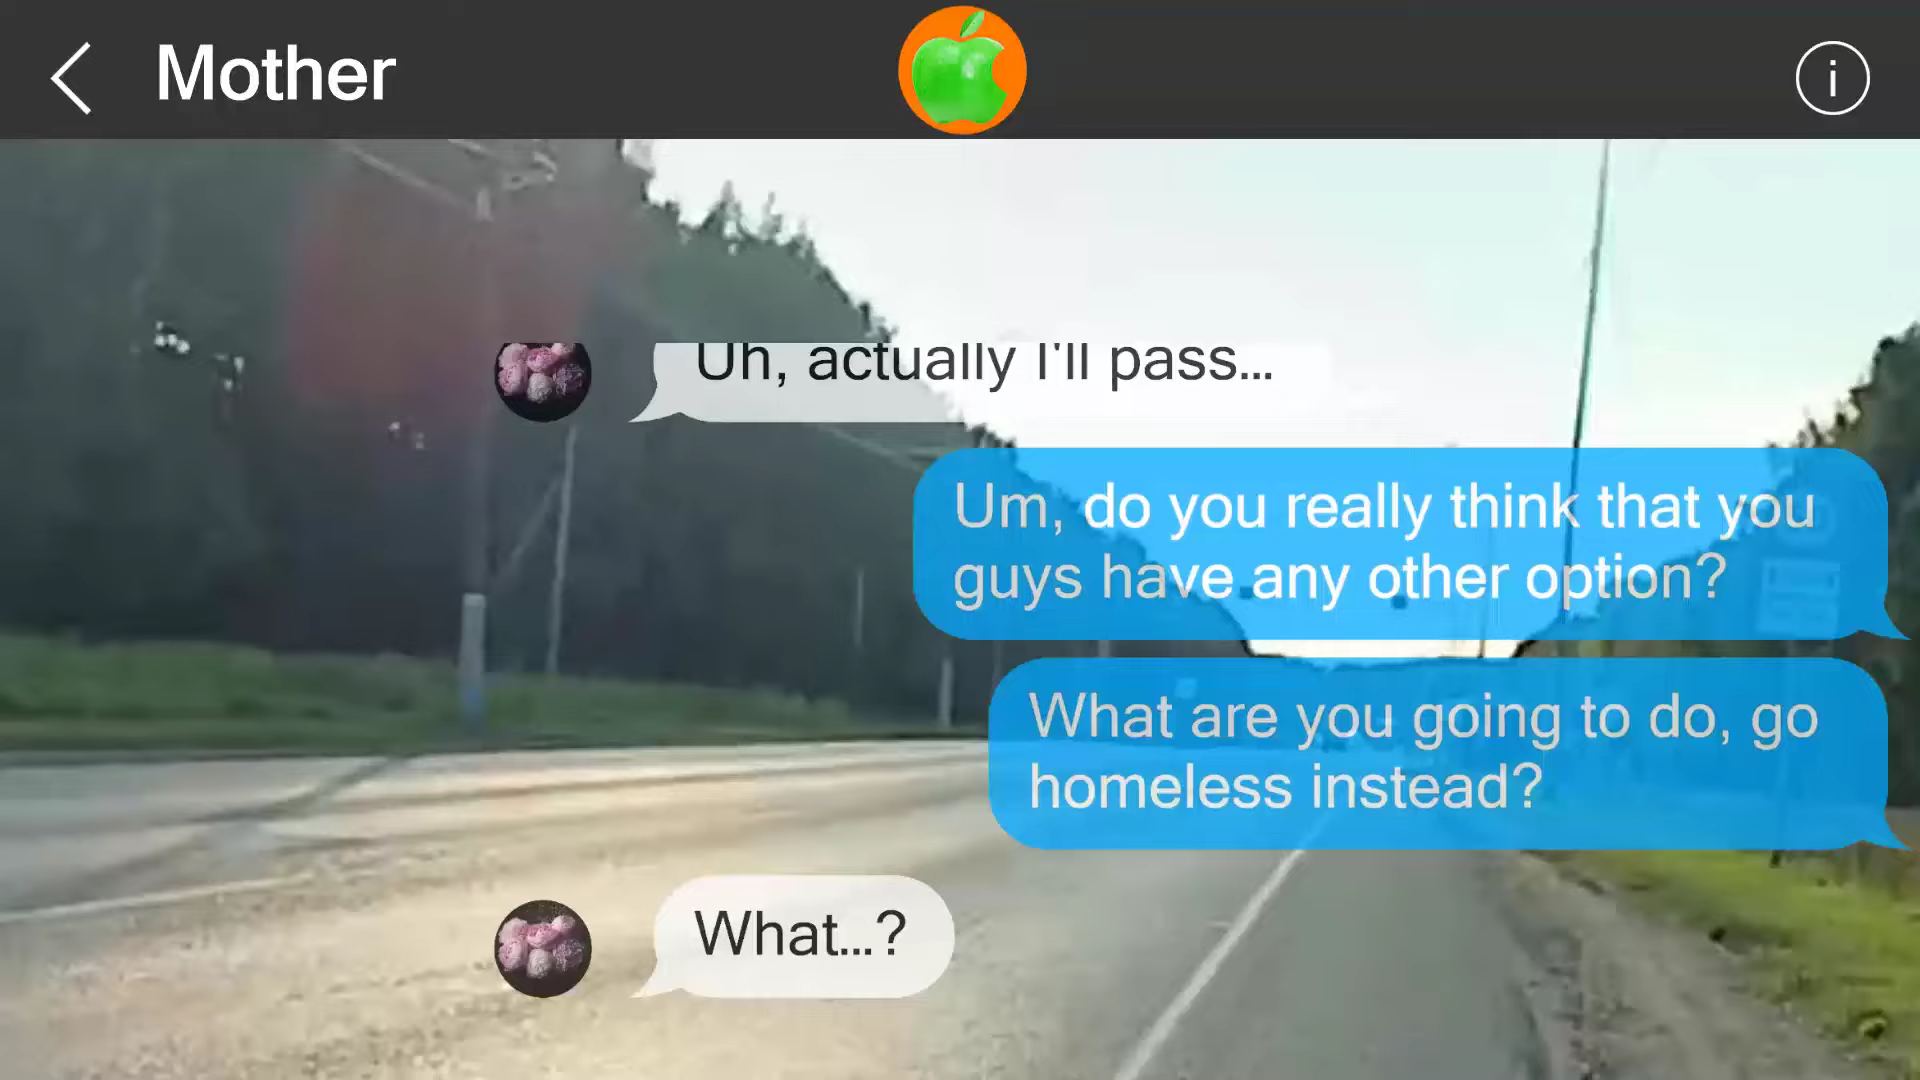 Mother
i
Uh, actually I'll pass...
Um, do you really think that you
guys have any other option?
What are you going to do, go
homeless instead?
What...?